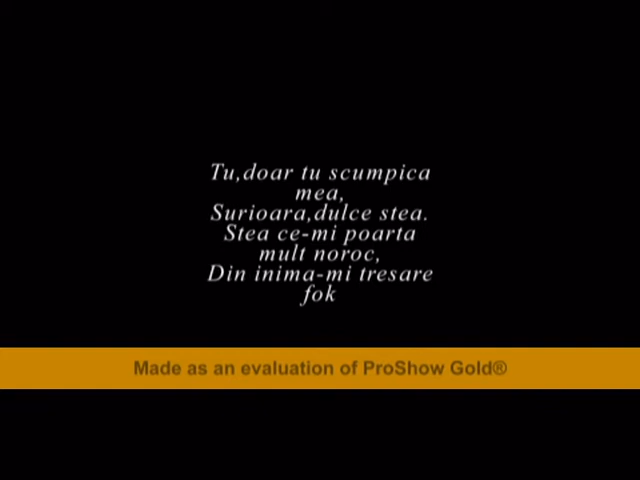 Tu,doar tu scumpica
mea,
Surioara,dulce stea.
Stea ce-mi poarta
mult noroc,
Din inima-mi tresare
fok
Made as an evaluation of ProShow Gold®